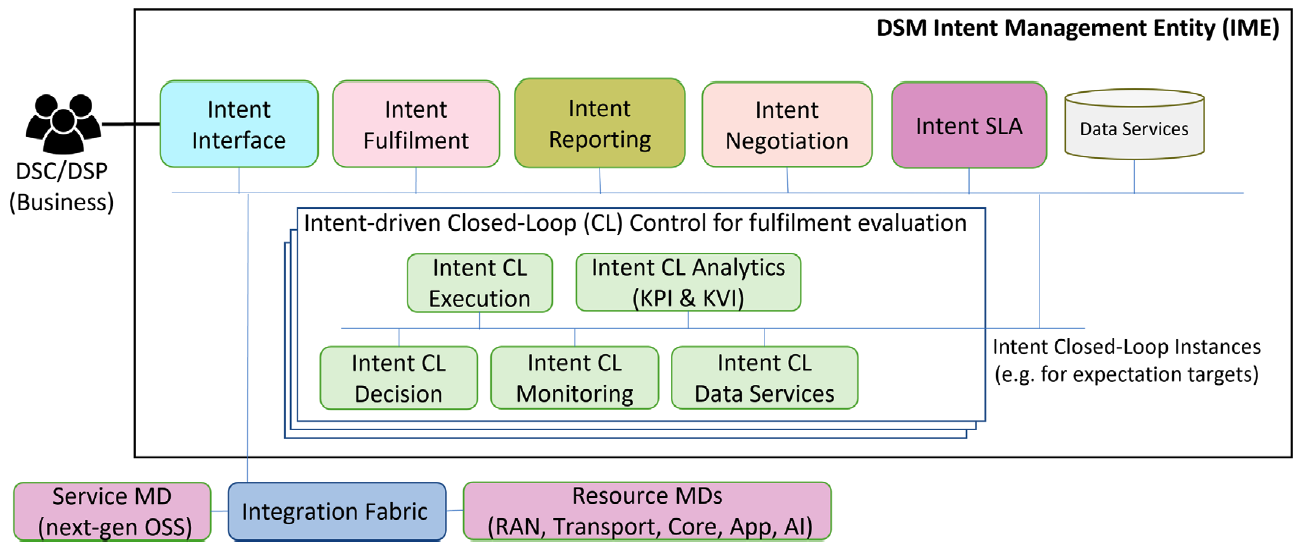 DSM Intent Management Entity (IME)
DSC/DSP
(Business)
Intent
Interface
Intent
Fulfilment
Intent
Reporting
Intent
Negotiation
Intent SLA
Data Services
Intent-driven Closed-Loop (CL) Control for fulfilment evaluation
Intent CL
Execution
Intent CL Analytics
(KPI & KVI)
Intent CL
Decision
Intent CL
Monitoring
Intent CL
Data Services
Intent Closed-Loop Instances
(e.g. for expectation targets)
Service MD
(next-gen OSS)
Integration Fabric
Resource MDs
(RAN, Transport, Core, App, AI)